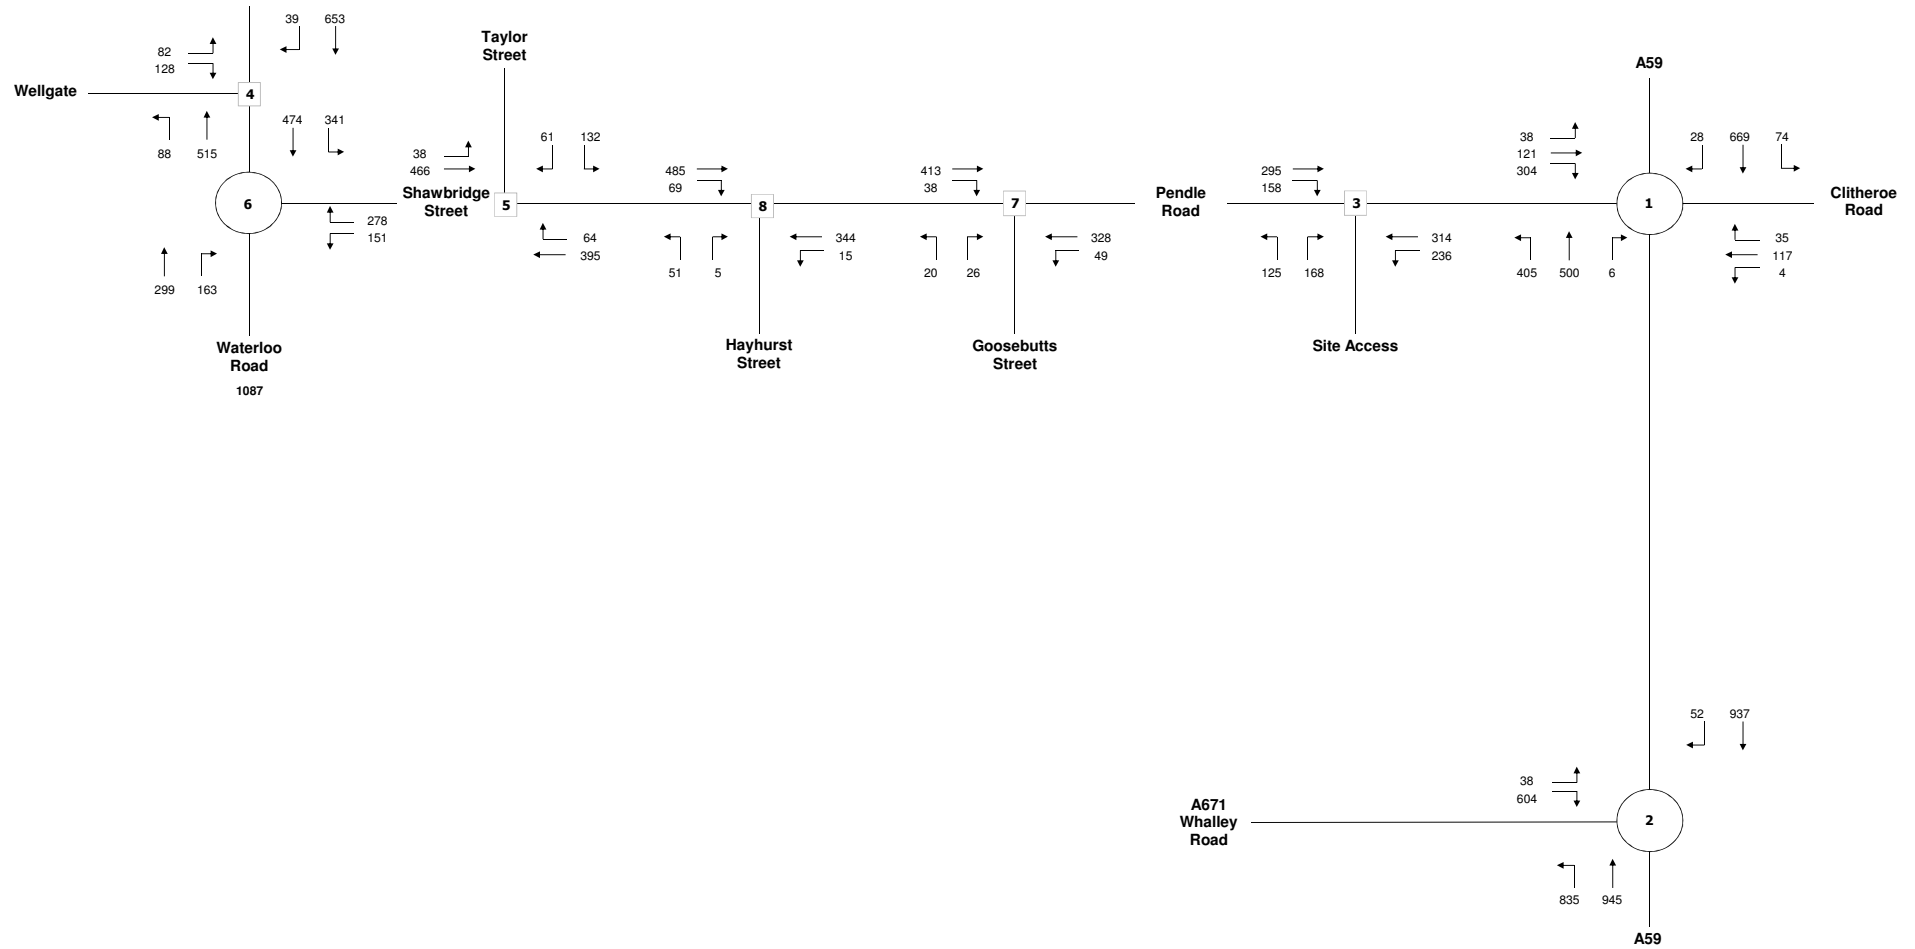 39 653
82
128
Wellgate
4
88 515
474 341
6
278
151
299 163
Waterloo
Road
1087
Taylor
Street
38
466
Shawbridge
Street
5
61 132
64
395
485
69
8
51 5
344
15
Hayhurst
Street
413
38
7
20 26
328
49
Goosebutts
Street
Pendle
Road
295
158
3
125 168
314
236
Site Access
A59
38
121
304
28 669 74
1
Clitheroe
Road
405 500 6
35
117
4
52 937
38
604
A671
Whalley
Road
2
835 945
A59